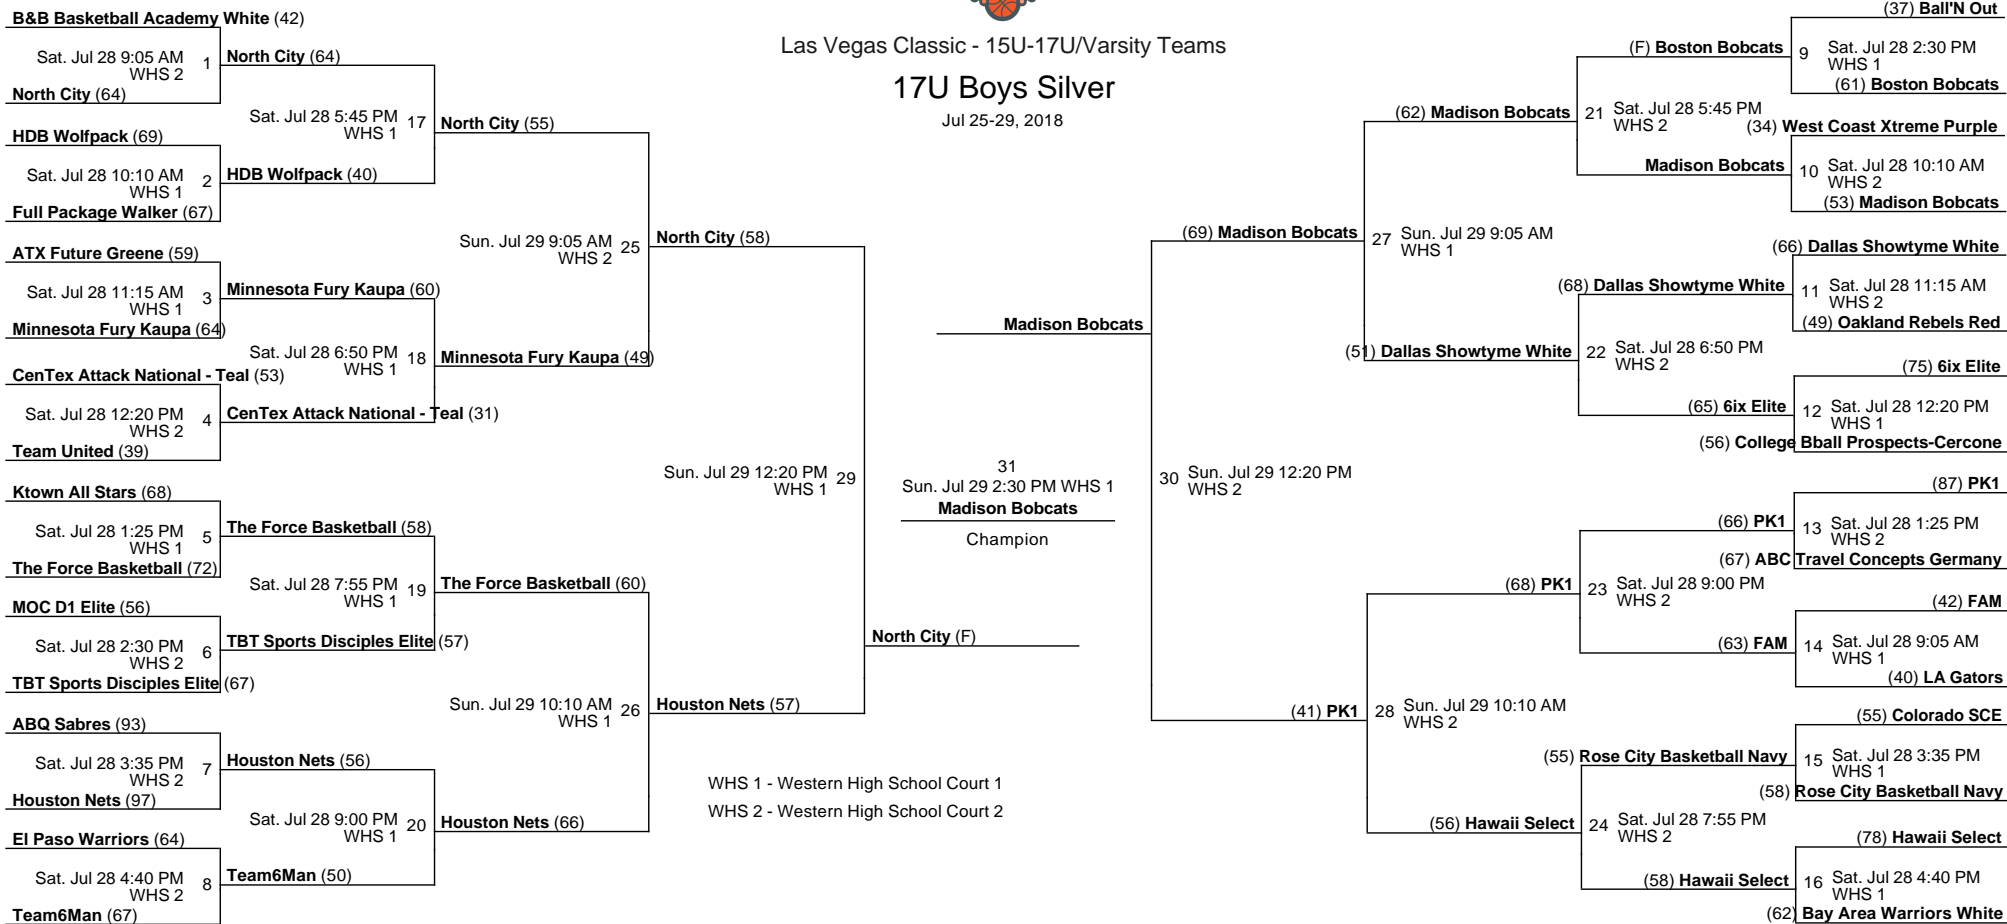 Las Vegas Classic - 15U-17U/Varsity Teams
17U Boys Silver
Jul 25-29, 2018
B&B Basketball Academy White (42)
Sat. Jul 28 9:05 AM 1
WHS 2
North City (64)
HDB Wolfpack (69)
Sat. Jul 28 10:10 AM 2
WHS 1
Full Package Walker (67)
ATX Future Greene (59)
Sat. Jul 28 11:15 AM 3
WHS 1
Minnesota Fury Kaupa (64)
CenTex Attack National - Teal (53)
Sat. Jul 28 12:20 PM 4
WHS 2
Team United (39)
Ktown All Stars (68)
Sat. Jul 28 1:25 PM 5
WHS 1
The Force Basketball (72)
MOC D1 Elite (56)
Sat. Jul 28 2:30 PM 6
WHS 2
TBT Sports Disciples Elite (67)
ABQ Sabres (93)
Sat. Jul 28 3:35 PM 7
WHS 2
Houston Nets (97)
El Paso Warriors (64)
Sat. Jul 28 4:40 PM 8
WHS 2
Team6Man (67)
North City (64)
Sat. Jul 28 5:45 PM 17
WHS 1
HDB Wolfpack (40)
Minnesota Fury Kaupa (60)
Sat. Jul 28 6:50 PM 18
WHS 1
CenTex Attack National - Teal (31)
The Force Basketball (58)
Sat. Jul 28 7:55 PM 19
WHS 1
TBT Sports Disciples Elite (57)
Houston Nets (56)
Sat. Jul 28 9:00 PM 20
WHS 1
Team6Man (50)
North City (55)
Sun. Jul 29 9:05 AM 25
WHS 2
Minnesota Fury Kaupa (49)
The Force Basketball (60)
Sun. Jul 29 10:10 AM 26
WHS 1
Houston Nets (66)
North City (58)
Sun. Jul 29 12:20 PM 29
WHS 1
Houston Nets (57)
North City (F)
Madison Bobcats
31
Sun. Jul 29 2:30 PM WHS 1
Madison Bobcats
Champion
WHS 1 - Western High School Court 1
WHS 2 - Western High School Court 2
(69) Madison Bobcats
30 Sun. Jul 29 12:20 PM
WHS 2
(41) PK1
(62) Madison Bobcats
27 Sun. Jul 29 9:05 AM
WHS 1
(51) Dallas Showtyme White
(68) PK1
28 Sun. Jul 29 10:10 AM
WHS 2
(56) Hawaii Select
(F) Boston Bobcats
21 Sat. Jul 28 5:45 PM
WHS 2
Madison Bobcats
(68) Dallas Showtyme White
22 Sat. Jul 28 6:50 PM
WHS 2
(65) 6ix Elite
(66) PK1
23 Sat. Jul 28 9:00 PM
WHS 2
(63) FAM
(55) Rose City Basketball Navy
24 Sat. Jul 28 7:55 PM
WHS 2
(58) Hawaii Select
(37) Ball'N Out
9 Sat. Jul 28 2:30 PM
WHS 1
(61) Boston Bobcats
(34) West Coast Xtreme Purple
10 Sat. Jul 28 10:10 AM
WHS 2
(53) Madison Bobcats
(66) Dallas Showtyme White
11 Sat. Jul 28 11:15 AM
WHS 2
(49) Oakland Rebels Red
(75) 6ix Elite
12 Sat. Jul 28 12:20 PM
WHS 1
(56) College Bball Prospects-Cercone
(87) PK1
13 Sat. Jul 28 1:25 PM
WHS 2
(67) ABC Travel Concepts Germany
(42) FAM
14 Sat. Jul 28 9:05 AM
WHS 1
(40) LA Gators
(55) Colorado SCE
15 Sat. Jul 28 3:35 PM
WHS 1
(58) Rose City Basketball Navy
(78) Hawaii Select
16 Sat. Jul 28 4:40 PM
WHS 1
(62) Bay Area Warriors White